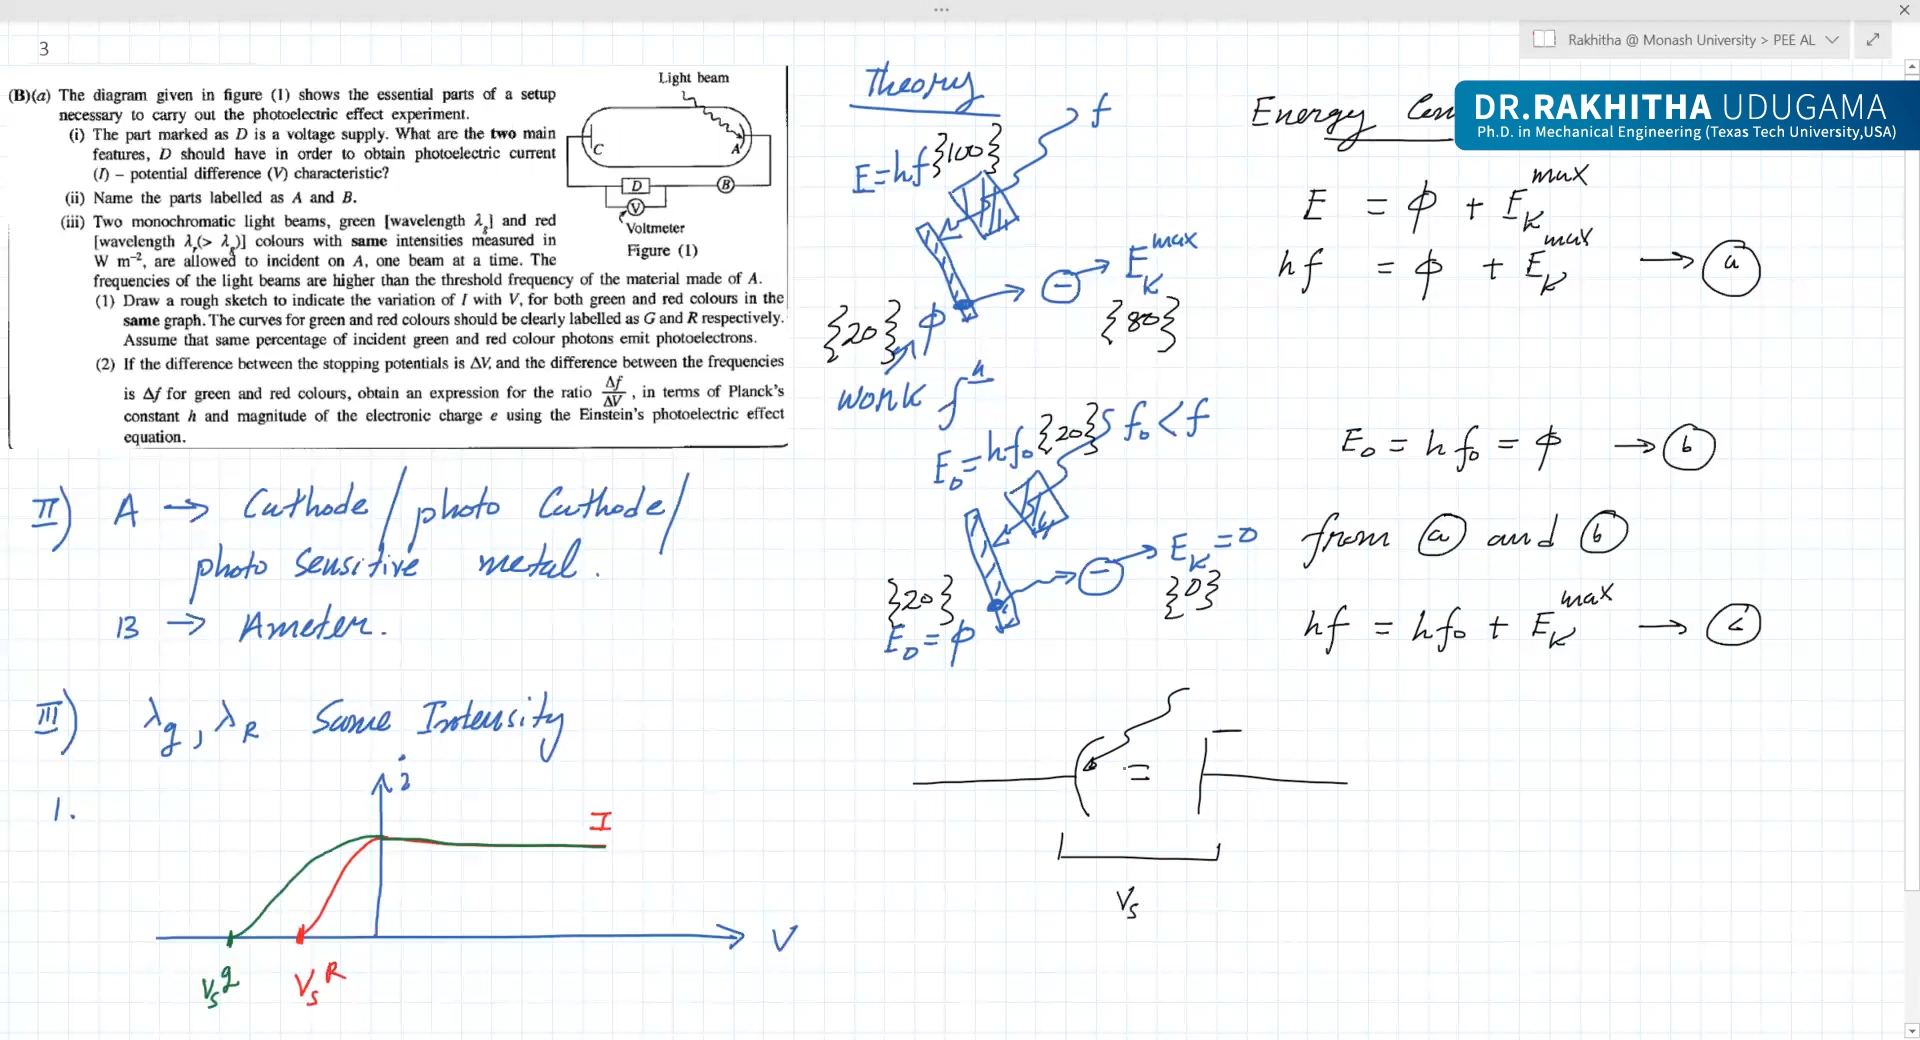 3
Rakhitha @ Monash University > PEE AL
DR.RAKHITHA UDUGAMA
Ph.D. in Mechanical Engineering (Texas Tech University,USA)
(B)(a) The diagram given in figure (1) shows the essential parts of a setup
necessary to carry out the photoelectric effect experiment.
(i) The part marked as D is a voltage supply. What are the two main
features, D should have in order to obtain photoelectric current
(I) – potential difference (V) characteristic?
(ii) Name the parts labelled as A and B.
(iii) Two monochromatic light beams, green [wavelength λg] and red
[wavelength λr(> λg)] colours with same intensities measured in
W m⁻², are allowed to incident on A, one beam at a time. The
frequencies of the light beams are higher than the threshold frequency of the material made of A.
(1) Draw a rough sketch to indicate the variation of I with V, for both green and red colours in the
same graph. The curves for green and red colours should be clearly labelled as G and R respectively.
Assume that same percentage of incident green and red colour photons emit photoelectrons.
(2) If the difference between the stopping potentials is ΔV, and the difference between the frequencies
is Δf for green and red colours, obtain an expression for the ratio Δf/ΔV, in terms of Planck's
constant h and magnitude of the electronic charge e using the Einstein's photoelectric effect
equation.
Light beam
C
A
D
B
V
Voltmeter
Figure (1)
II) A → Cathode / photo Cathode /
photo sensitive metal.
B → Ameter.
III) λg, λR Same Intensity
1.
i
I
V
Vsg
VsR
Theory
f
E = hf {100}
EKmax
{20} φ
{80}
work fn
E0 = hf0 {20} f0 < f
EK = 0
{20}
{0}
E0 = φ
Vs
Energy
E = φ + EKmax
hf = φ + EKmax → (a)
E0 = hf0 = φ → (b)
from (a) and (b)
hf = hf0 + EKmax → (c)